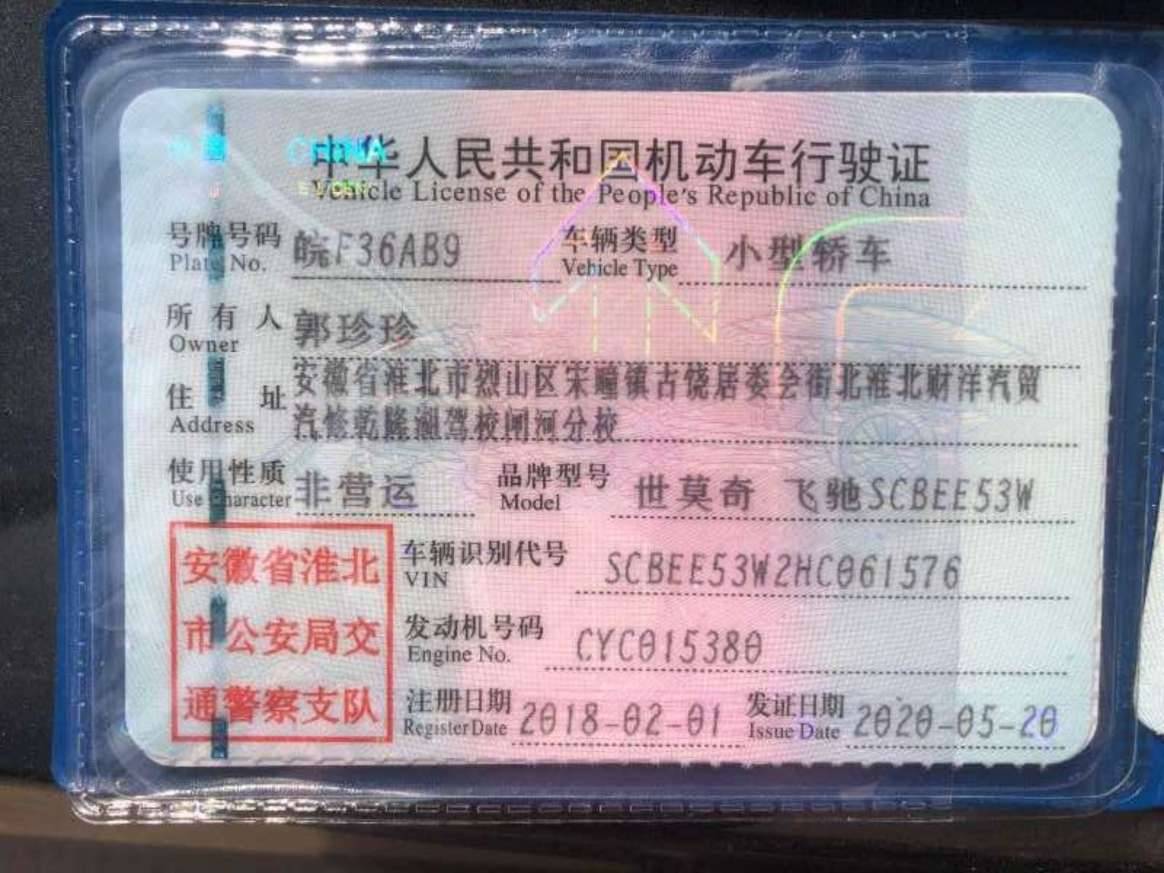 中华人民共和国机动车行驶证
Vehicle License of the People's Republic of China
号牌号码 皖F36AB9 车辆类型 小型轿车
Plate No. Vehicle Type
所有人 郭珍珍
Owner
安徽省淮北市烈山区宋疃镇古饶居委会街北淮北财洋汽贸
住址 汽修乾隆湖驾校闸河分校
Address
使用性质 非营运 品牌型号 世莫奇 飞驰SCBEE53W
Use Character Model
安徽省淮北
市公安局交
通警察支队
车辆识别代号 SCBEE53W2HC061576
VIN
发动机号码 CYC015380
Engine No.
注册日期 2018-02-01 发证日期 2020-05-20
Register Date Issue Date